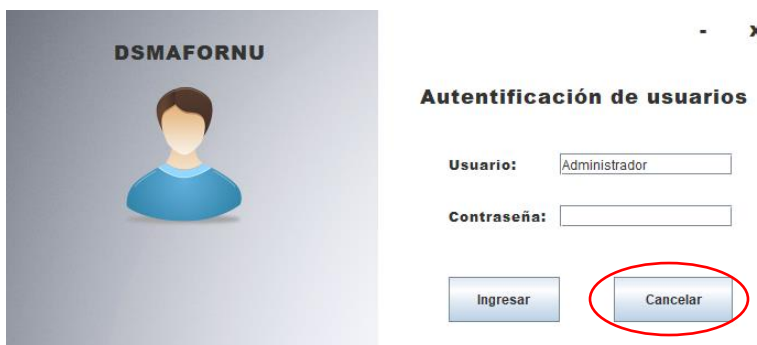 DSMAFORNU
- x
Autentificación de usuarios
Usuario: Administrador
Contraseña:
Ingresar Cancelar